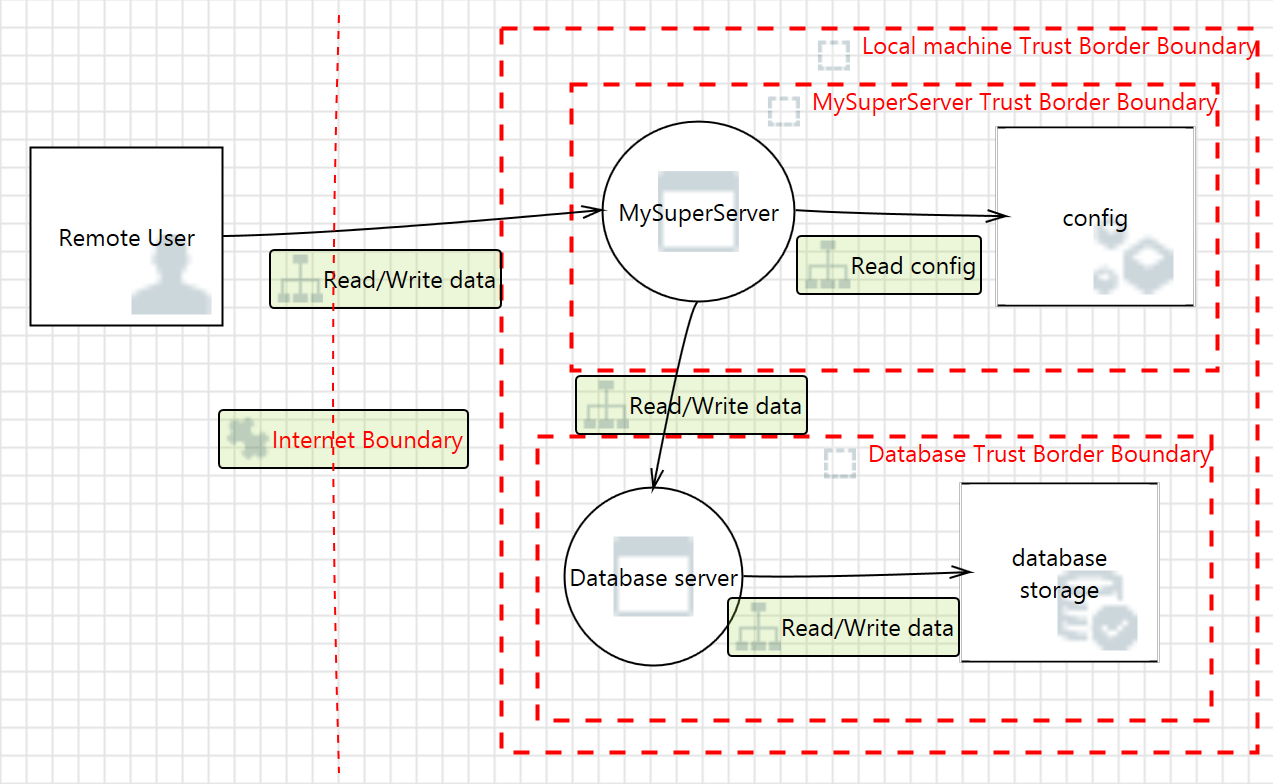 Local machine Trust Border Boundary
MySuperServer Trust Border Boundary
Remote User
MySuperServer
config
Read/Write data
Read config
Read/Write data
Internet Boundary
Database Trust Border Boundary
Database server
database
storage
Read/Write data